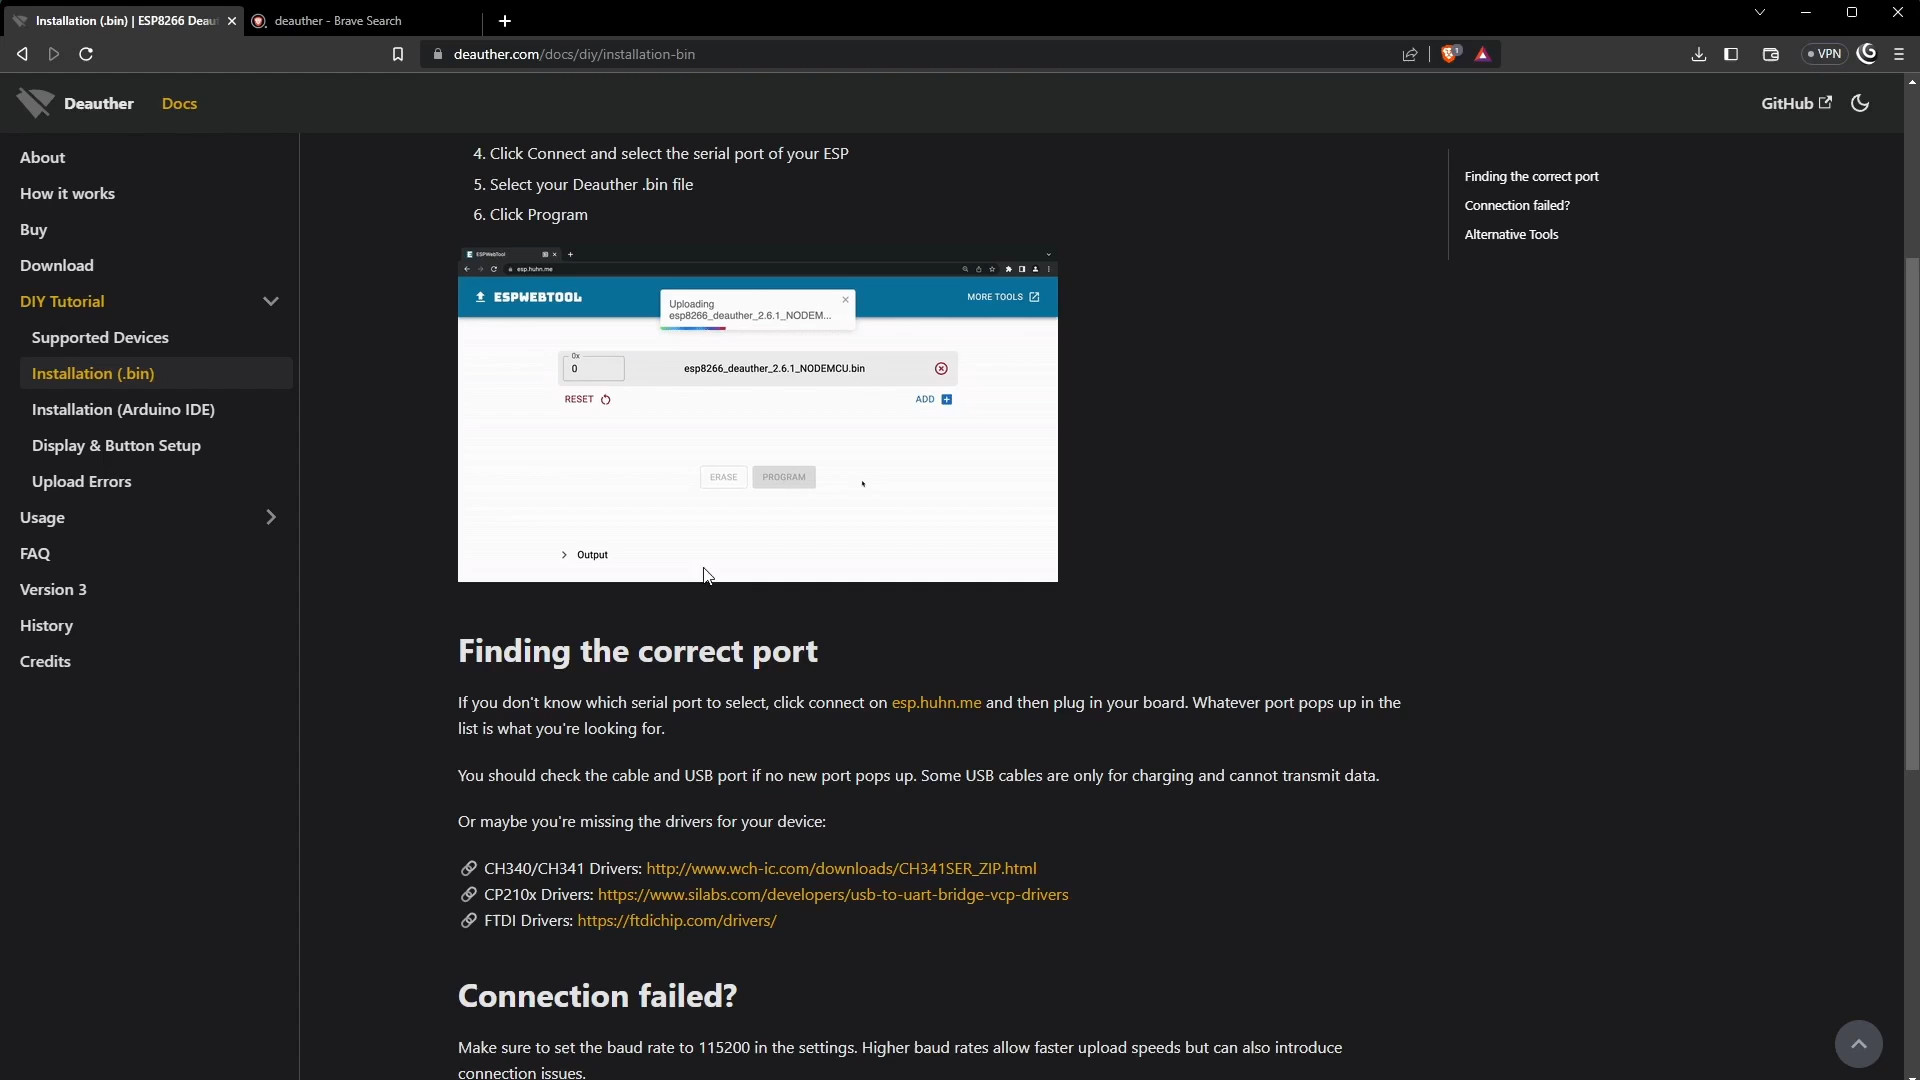 Installation (.bin) | ESP8266 Deau
deauther - Brave Search
deauther.com/docs/diy/installation-bin
1
VPN
Deauther
Docs
GitHub
About
How it works
Buy
Download
DIY Tutorial
Supported Devices
Installation (.bin)
Installation (Arduino IDE)
Display & Button Setup
Upload Errors
Usage
FAQ
Version 3
History
Credits
4. Click Connect and select the serial port of your ESP
5. Select your Deauther .bin file
6. Click Program
ESPWebTool
esp.huhn.me
ESPWEBTOOL
MORE TOOLS
Uploading
esp8266_deauther_2.6.1_NODEM...
0x
0
esp8266_deauther_2.6.1_NODEMCU.bin
RESET
ADD
ERASE
PROGRAM
Output
Finding the correct port
If you don't know which serial port to select, click connect on esp.huhn.me and then plug in your board. Whatever port pops up in the
list is what you're looking for.
You should check the cable and USB port if no new port pops up. Some USB cables are only for charging and cannot transmit data.
Or maybe you're missing the drivers for your device:
CH340/CH341 Drivers: http://www.wch-ic.com/downloads/CH341SER_ZIP.html
CP210x Drivers: https://www.silabs.com/developers/usb-to-uart-bridge-vcp-drivers
FTDI Drivers: https://ftdichip.com/drivers/
Connection failed?
Make sure to set the baud rate to 115200 in the settings. Higher baud rates allow faster upload speeds but can also introduce
connection issues.
Finding the correct port
Connection failed?
Alternative Tools